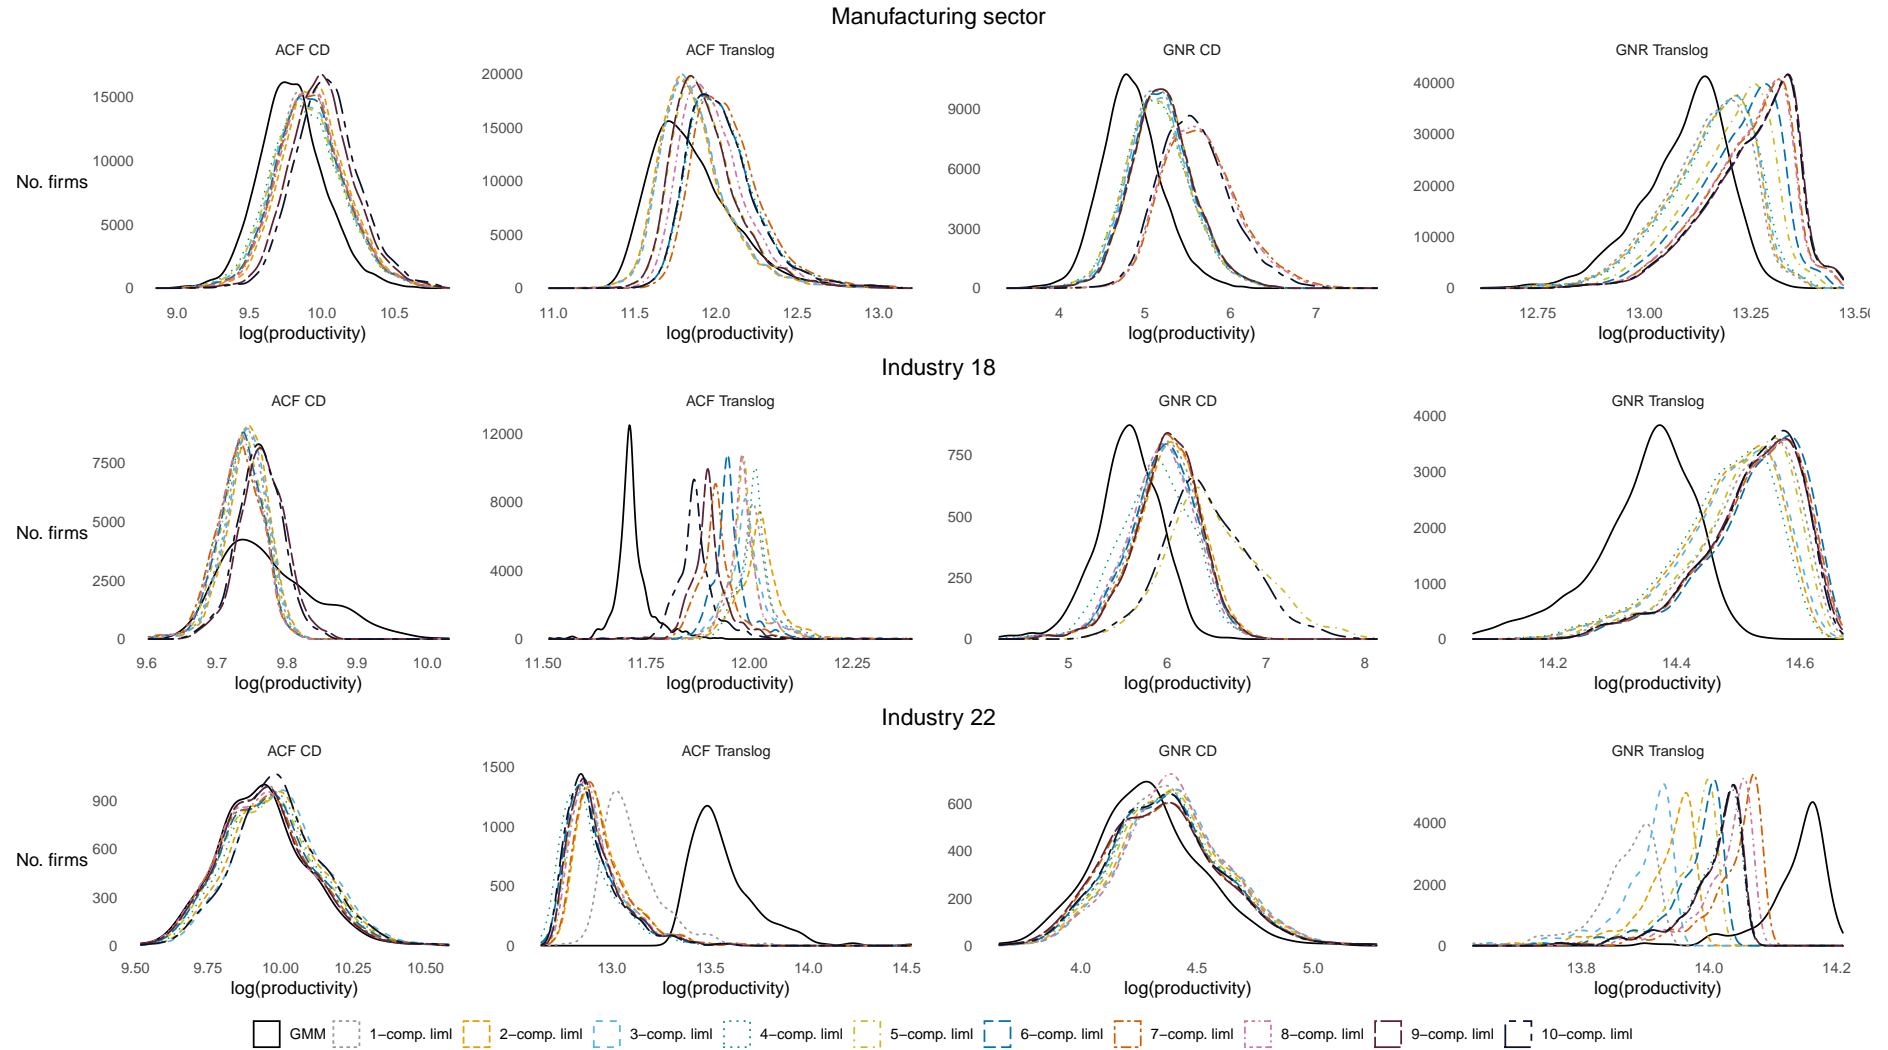 Manufacturing sector
ACF CD
ACF Translog
GNR CD
GNR Translog
No. firms
15000
10000
5000
0
9.0 9.5 10.0 10.5
log(productivity)
20000
15000
10000
5000
0
11.0 11.5 12.0 12.5 13.0
log(productivity)
9000
6000
3000
0
4 5 6 7
log(productivity)
40000
30000
20000
10000
0
12.75 13.00 13.25 13.50
log(productivity)
Industry 18
ACF CD
ACF Translog
GNR CD
GNR Translog
No. firms
7500
5000
2500
0
9.6 9.7 9.8 9.9 10.0
log(productivity)
12000
8000
4000
0
11.50 11.75 12.00 12.25
log(productivity)
750
500
250
0
5 6 7 8
log(productivity)
4000
3000
2000
1000
0
14.2 14.4 14.6
log(productivity)
Industry 22
ACF CD
ACF Translog
GNR CD
GNR Translog
No. firms
900
600
300
0
9.50 9.75 10.00 10.25 10.50
log(productivity)
1500
1000
500
0
13.0 13.5 14.0 14.5
log(productivity)
600
400
200
0
4.0 4.5 5.0
log(productivity)
4000
2000
0
13.8 14.0 14.2
log(productivity)
GMM 1−comp. liml 2−comp. liml 3−comp. liml 4−comp. liml 5−comp. liml 6−comp. liml 7−comp. liml 8−comp. liml 9−comp. liml 10−comp. liml